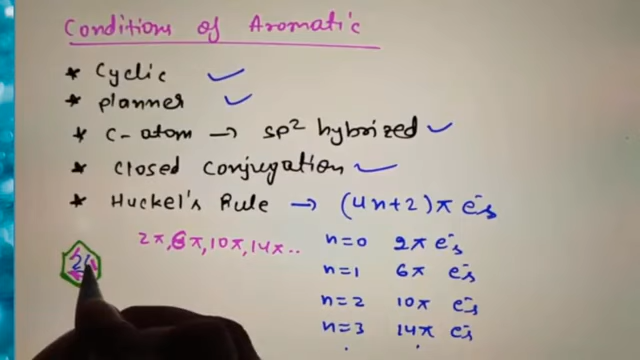 Conditions of Aromatic
* Cyclic
* planner
* C-atom → sp² hybrized
* Closed Conjugation
* Huckel's Rule → (4n+2)π e⁻s
2π, 6π, 10π, 14π..
n=0 2π e⁻s
n=1 6π e⁻s
n=2 10π e⁻s
n=3 14π e⁻s